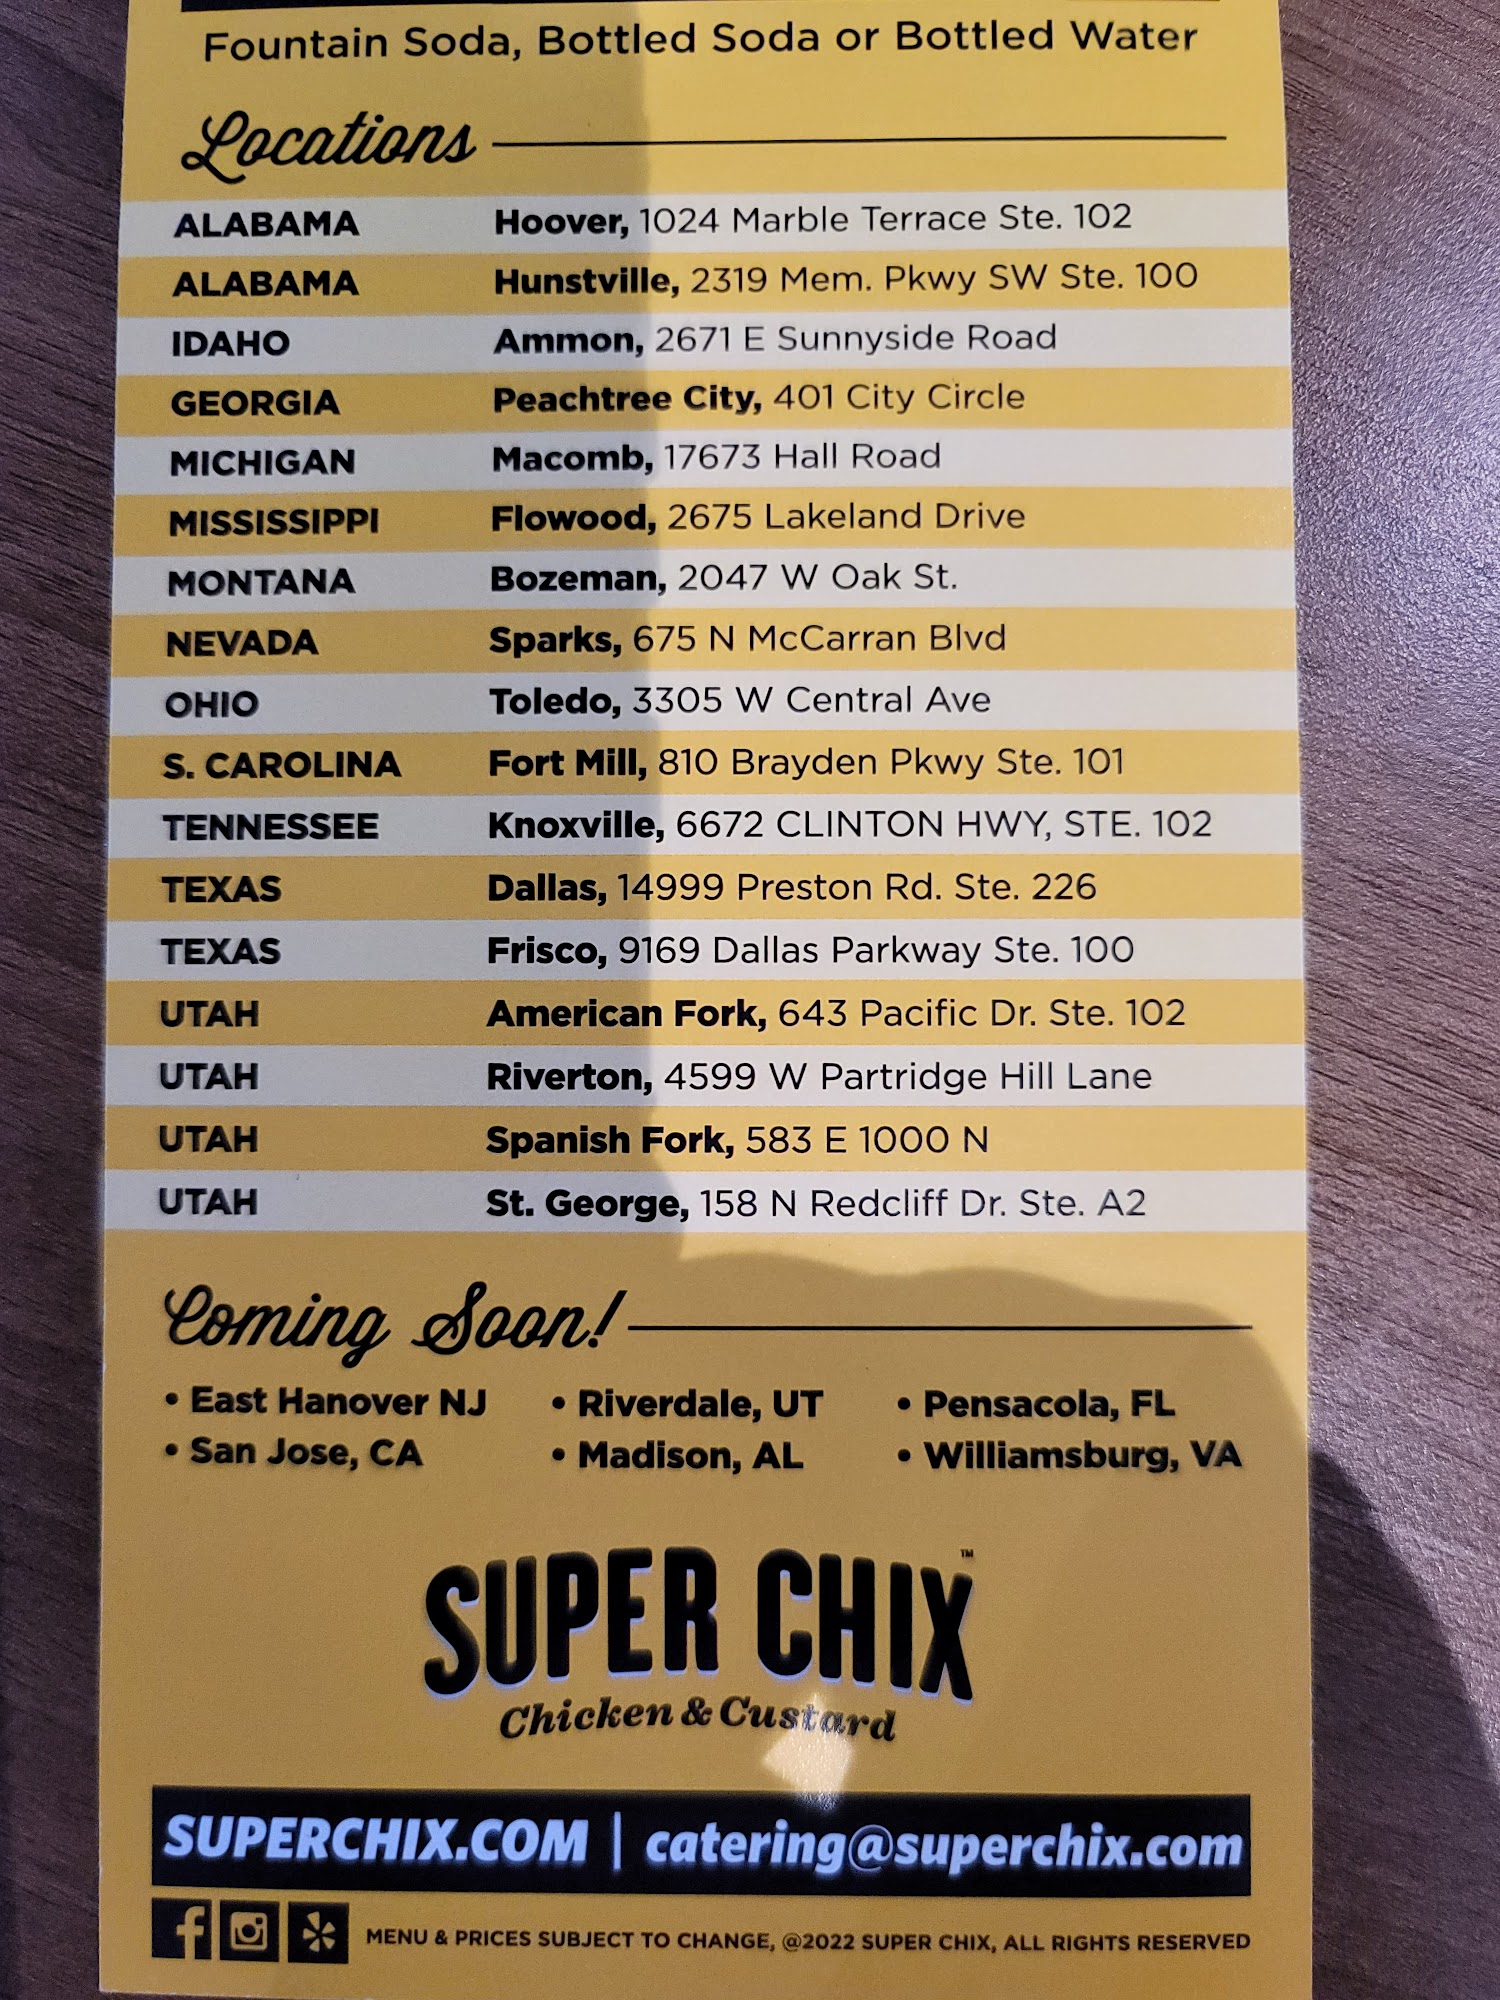 Fountain Soda, Bottled Soda or Bottled Water
Locations
ALABAMA Hoover, 1024 Marble Terrace Ste. 102
ALABAMA Hunstville, 2319 Mem. Pkwy SW Ste. 100
IDAHO Ammon, 2671 E Sunnyside Road
GEORGIA Peachtree City, 401 City Circle
MICHIGAN Macomb, 17673 Hall Road
MISSISSIPPI Flowood, 2675 Lakeland Drive
MONTANA Bozeman, 2047 W Oak St.
NEVADA Sparks, 675 N McCarran Blvd
OHIO Toledo, 3305 W Central Ave
S. CAROLINA Fort Mill, 810 Brayden Pkwy Ste. 101
TENNESSEE Knoxville, 6672 CLINTON HWY, STE. 102
TEXAS Dallas, 14999 Preston Rd. Ste. 226
TEXAS Frisco, 9169 Dallas Parkway Ste. 100
UTAH American Fork, 643 Pacific Dr. Ste. 102
UTAH Riverton, 4599 W Partridge Hill Lane
UTAH Spanish Fork, 583 E 1000 N
UTAH St. George, 158 N Redcliff Dr. Ste. A2
Coming Soon!
• East Hanover NJ • Riverdale, UT • Pensacola, FL
• San Jose, CA • Madison, AL • Williamsburg, VA
SUPER CHIX™
Chicken & Custard
SUPERCHIX.COM | catering@superchix.com
MENU & PRICES SUBJECT TO CHANGE, @2022 SUPER CHIX, ALL RIGHTS RESERVED